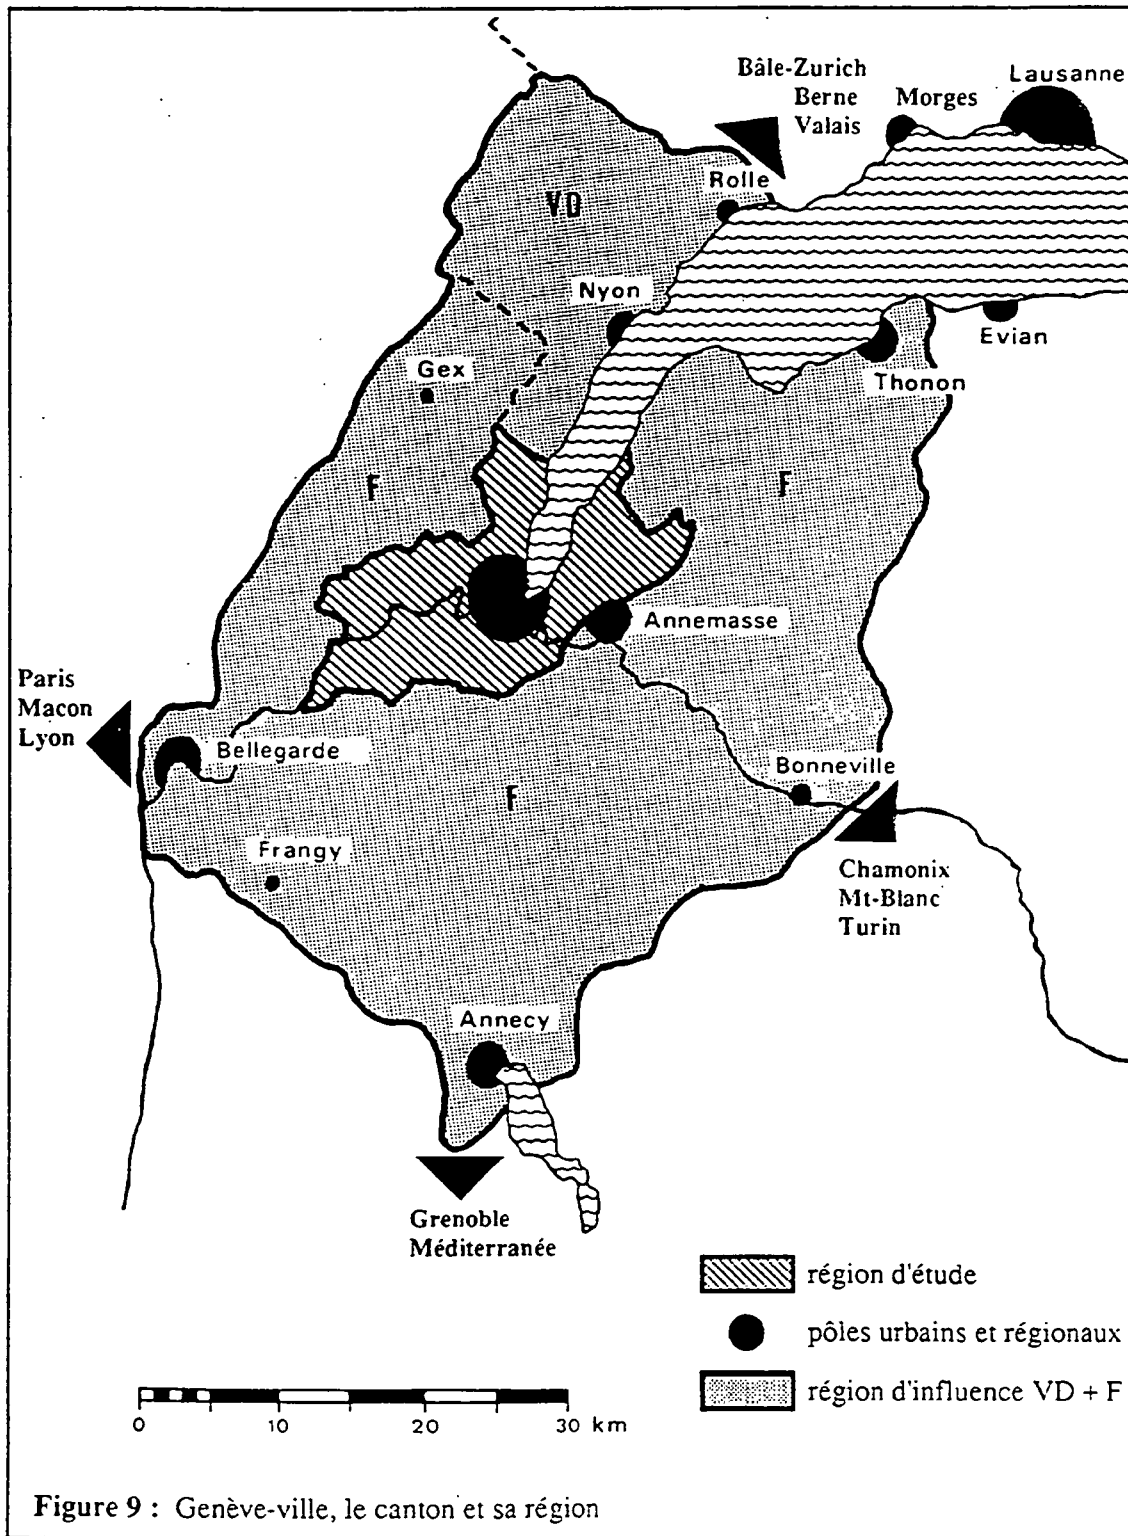 Bâle-Zurich
Berne
Valais
Morges
Lausanne
Rolle
VD
Nyon
Evian
Gex
Thonon
F
F
Annemasse
Paris
Macon
Lyon
Bellegarde
Bonneville
F
Frangy
Chamonix
Mt-Blanc
Turin
Annecy
Grenoble
Méditerranée
région d'étude
pôles urbains et régionaux
région d'influence VD + F
0 10 20 30 km
Figure 9 : Genève-ville, le canton et sa région